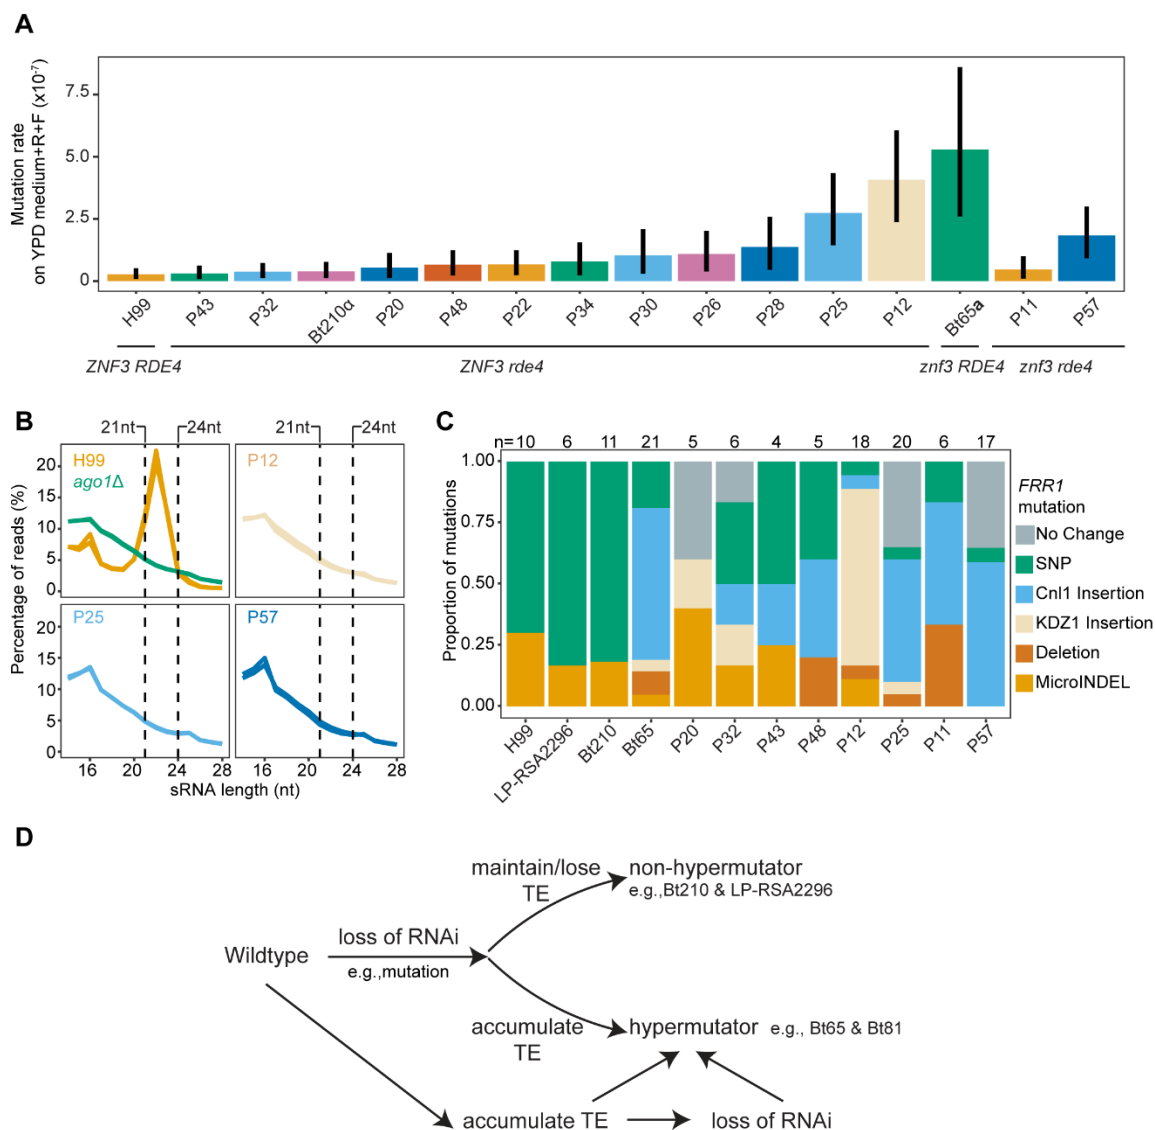 A
Mutation rate
on YPD medium+R+F (x10⁻⁷)
7.5
5.0
2.5
0
H99
P43
P32
Bt210α
P20
P48
P22
P34
P30
P26
P28
P25
P12
Bt65a
P11
P57
ZNF3 RDE4
ZNF3 rde4
znf3 RDE4
znf3 rde4
B
21nt
24nt
21nt
24nt
Percentage of reads (%)
20
15
10
5
0
H99
ago1Δ
P12
20
15
10
5
0
P25
P57
16
20
24
28
16
20
24
28
sRNA length (nt)
C
n= 10 6 11 21 5 6 4 5 18 20 6 17
Proportion of mutations
1.00
0.75
0.50
0.25
0.00
H99
LP-RSA2296
Bt210
Bt65
P20
P32
P43
P48
P12
P25
P11
P57
FRR1
mutation
No Change
SNP
Cnl1 Insertion
KDZ1 Insertion
Deletion
MicroINDEL
D
maintain/lose
TE
non-hypermutator
e.g.,Bt210 & LP-RSA2296
Wildtype
loss of RNAi
e.g.,mutation
accumulate
TE
hypermutator
e.g., Bt65 & Bt81
accumulate TE
loss of RNAi